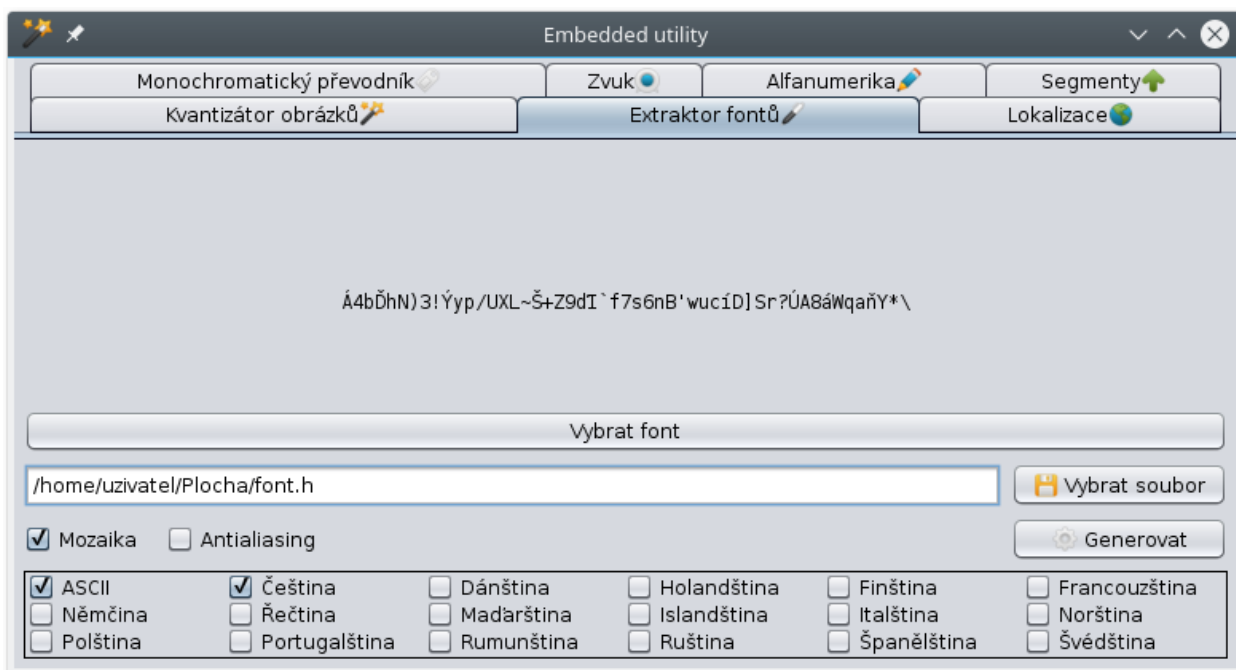 Embedded utility
Monochromatický převodník Zvuk Alfanumerika Segmenty
Kvantizátor obrázků Extraktor fontů Lokalizace
Á4bĎhN)3!Ýyp/UXL~Š+Z9dI`f7s6nB'wucíD]Sr?ÚA8áWqaňY*\
Vybrat font
/home/uzivatel/Plocha/font.h Vybrat soubor
Mozaika Antialiasing Generovat
ASCII Čeština Dánština Holandština Finština Francouzština
Němčina Řečtina Maďarština Islandština Italština Norština
Polština Portugalština Rumunština Ruština Španělština Švédština